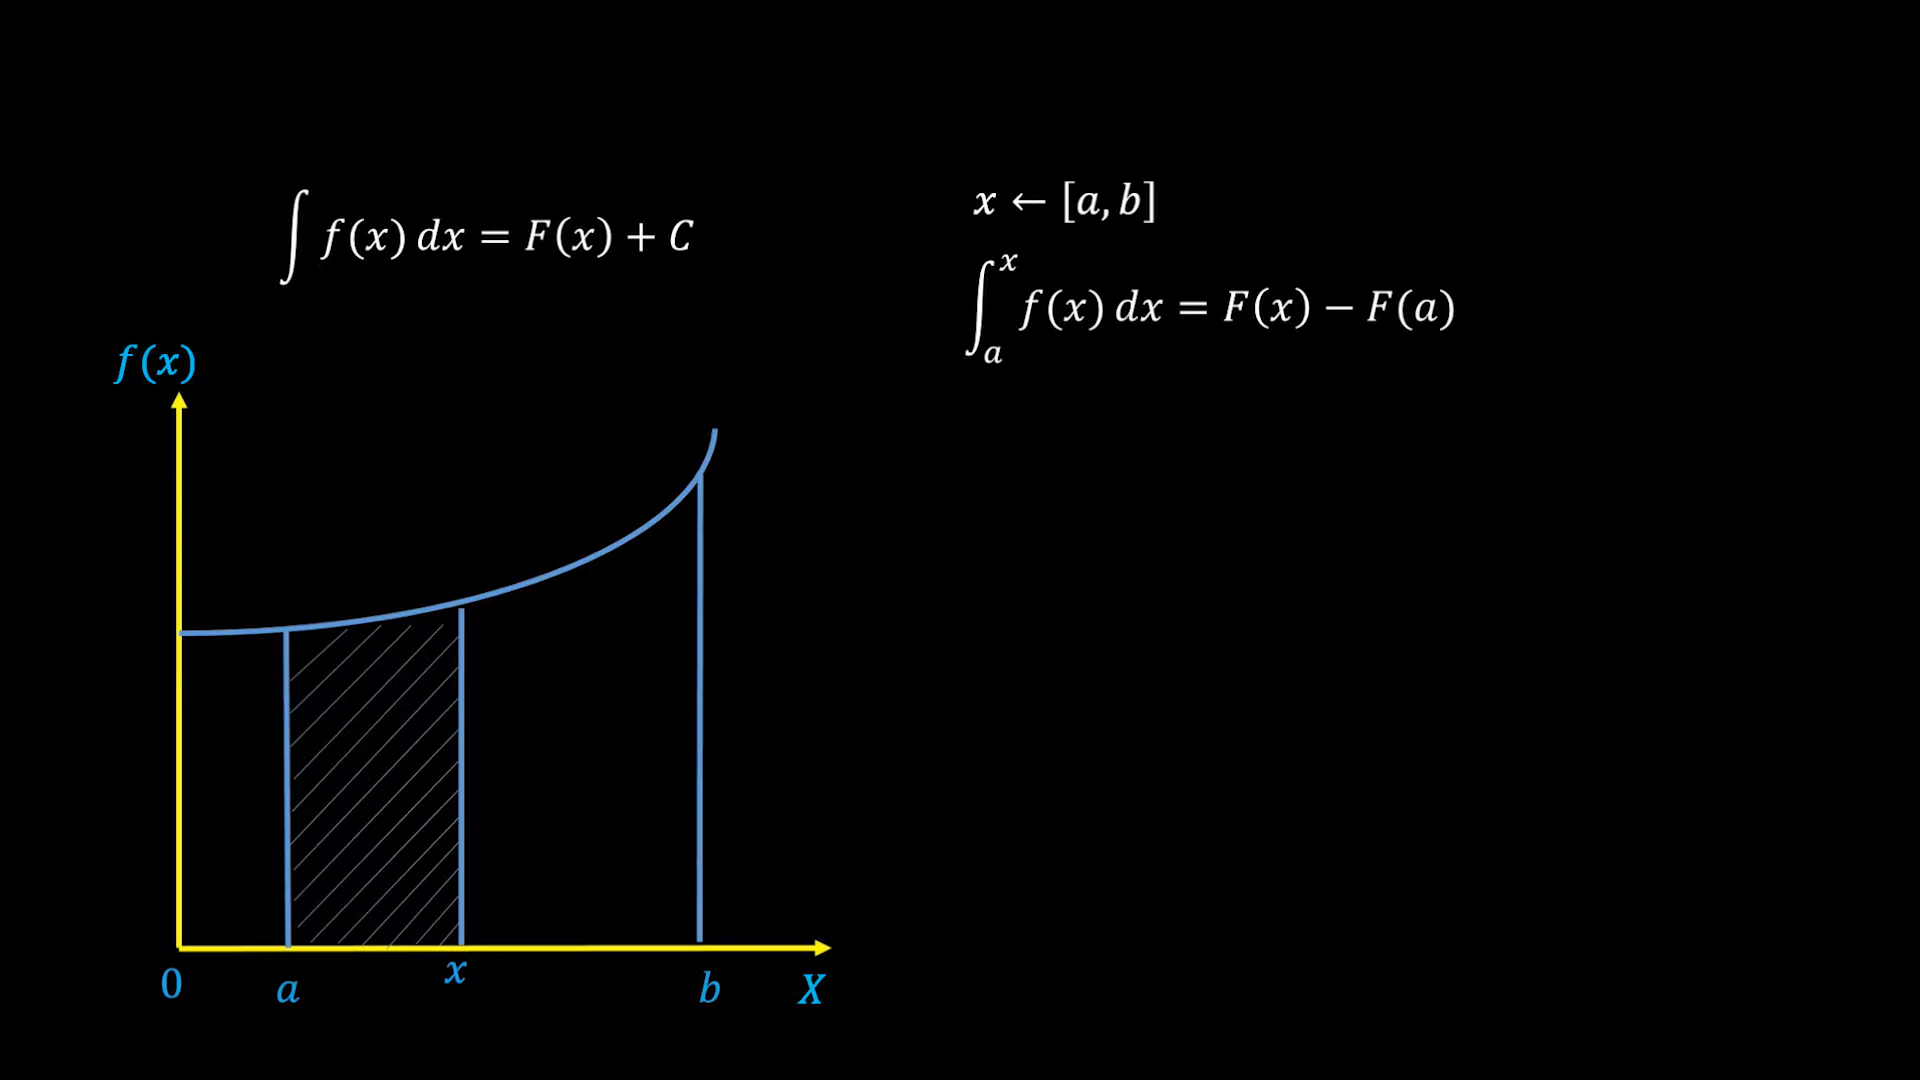 ∫ f(x) dx = F(x) + C
x ← [a, b]
∫ₐˣ f(x) dx = F(x) − F(a)
f(x)
0
a
x
b
X